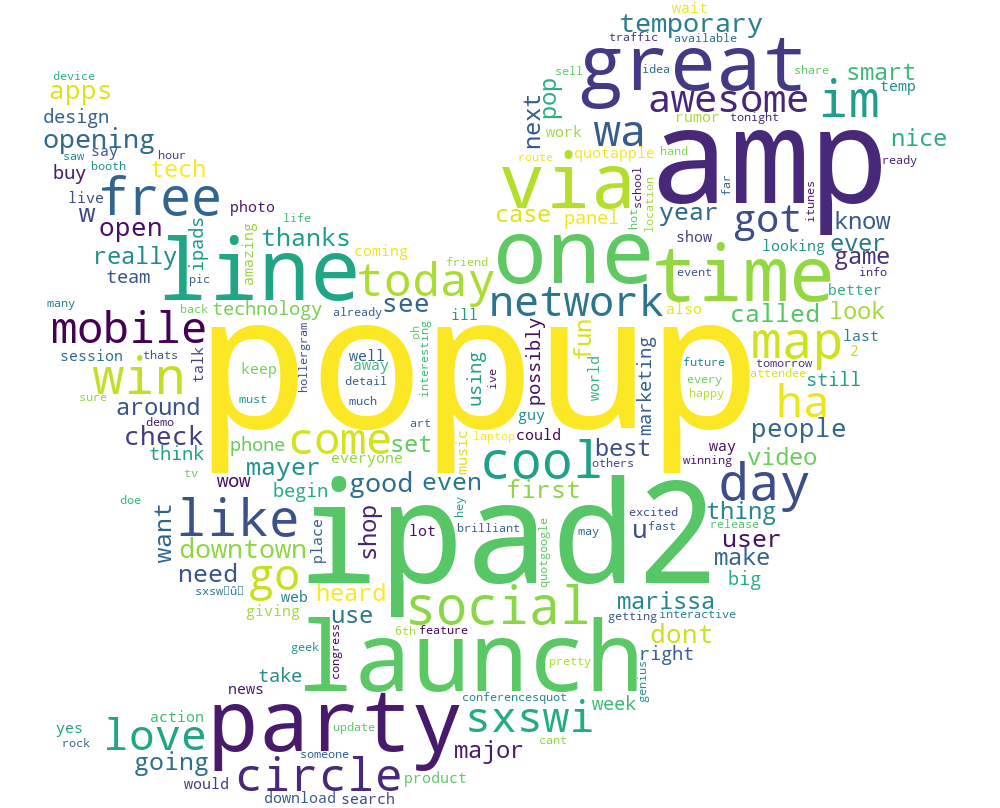 wait
temporary
traffic available
great
device
sell idea share smart
apps pop awesome im temp
design next rumor tonight
opening work wa amp nice
saw say hour route quotapple hand
buy booth tech via school ready
live free photo hot location far itunes
w case panel year got know
open life
really ipads line amazing thanks one show looking ever
team pic coming friend event time game info
today better
many back technology already see ill network also called look
mobile popup map last
session thats talk hollergram well oh interesting using possibly fun marketing 2
win keep away world future tomorrow
sure detail ive every attendee still
around must much happy ha
demo art guy
check come set music laptop could best way people
think phone everyone others winning video
tv mayer wow cool
begin good even first day
doe hey excited
want like place shop lot brilliant may u fast release thing
downtown ipad2 quotgoogle user
need go make
sxsw web heard marissa big
giving use social getting interactive
congress 6th feature dont
geek launch pretty right
take genius
news conferencesquot week
action party sxswi
yes love update cant
rock someone major
going circle product
would
download search